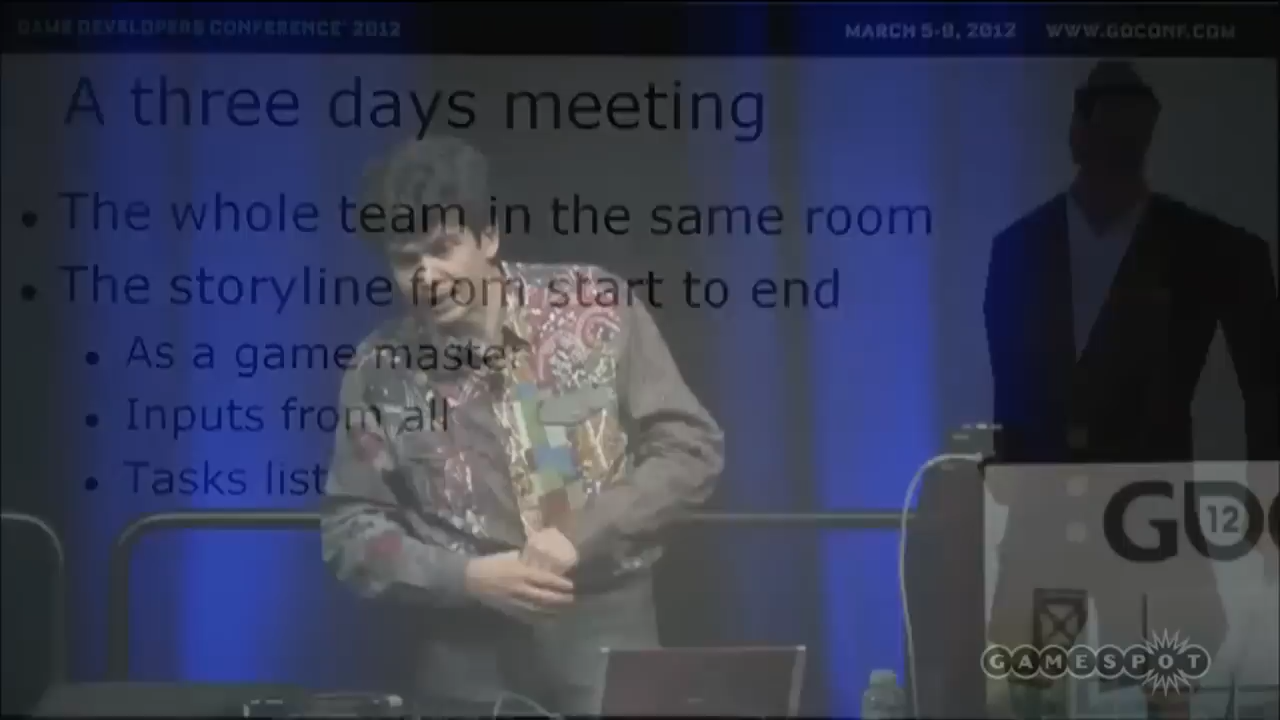 GAME DEVELOPERS CONFERENCE® 2012
MARCH 5-9, 2012 WWW.GDCONF.COM
A three days meeting
• The whole team in the same room
• The storyline from start to end
• As a game master
• Inputs from all
• Tasks list
GDC
12
GAMESPOT